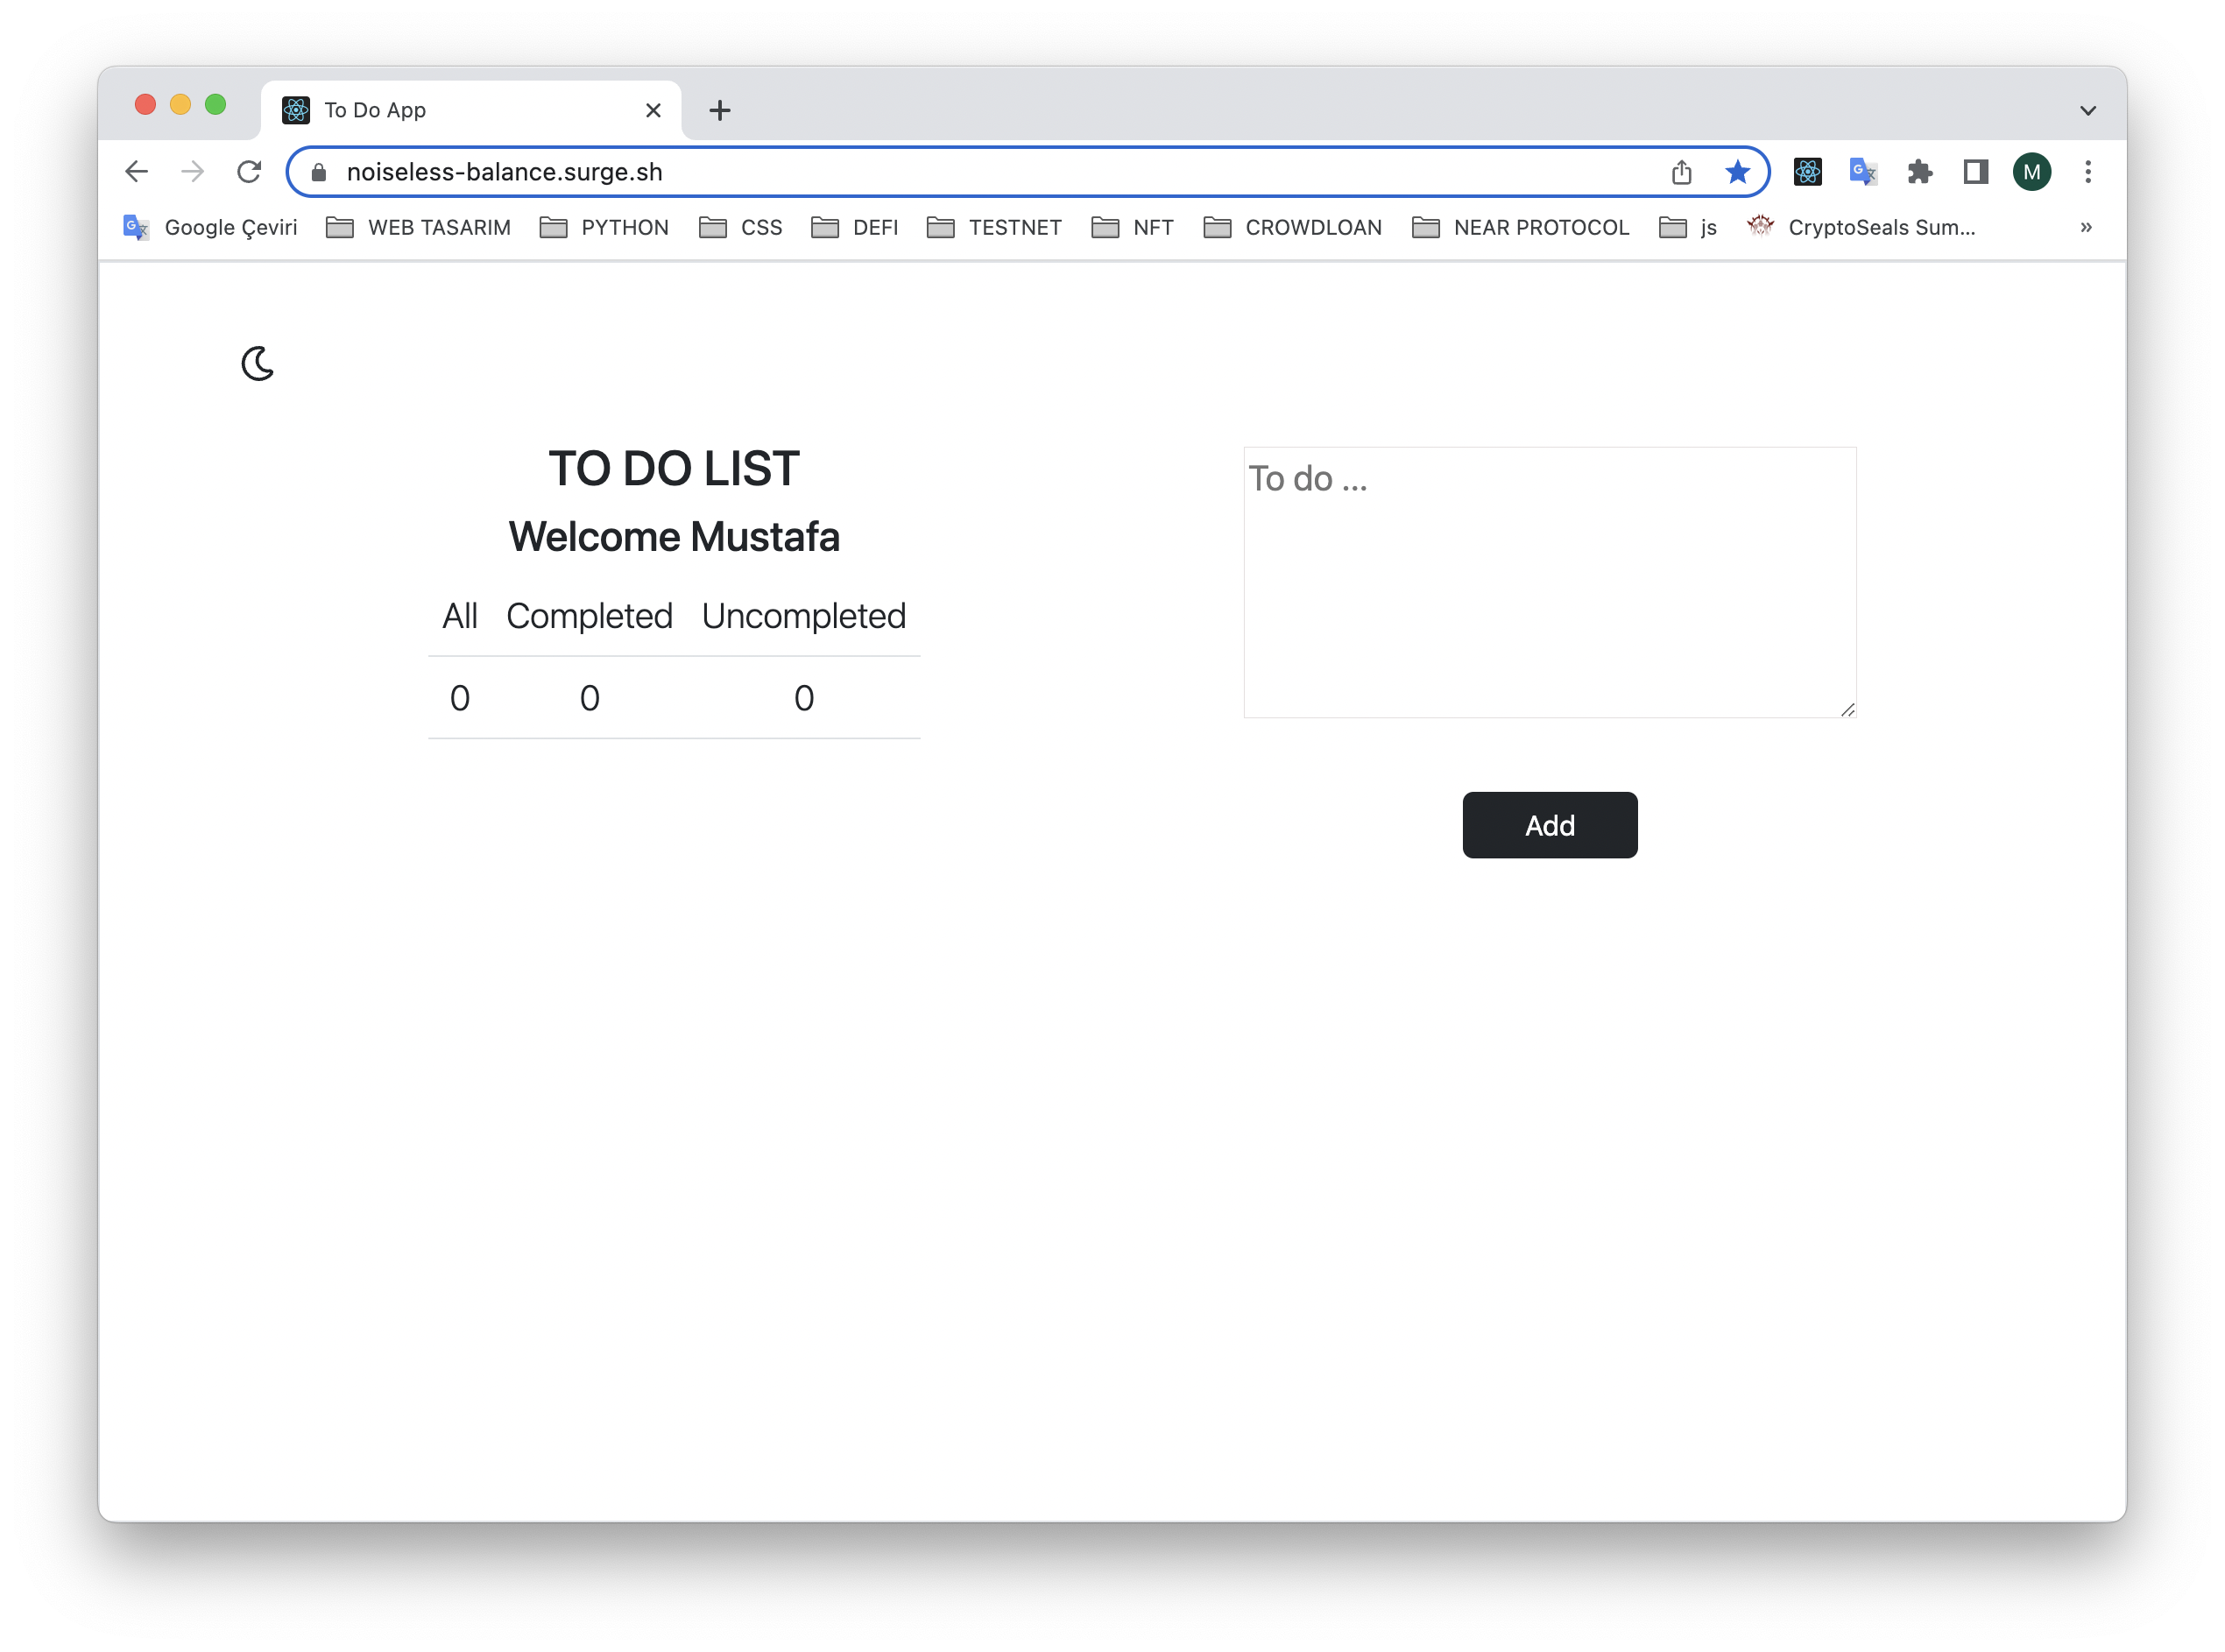 To Do App
noiseless-balance.surge.sh
M
Google Çeviri WEB TASARIM PYTHON CSS DEFI TESTNET NFT CROWDLOAN NEAR PROTOCOL js CryptoSeals Sum...
TO DO LIST
Welcome Mustafa
All Completed Uncompleted
0 0 0
To do ...
Add